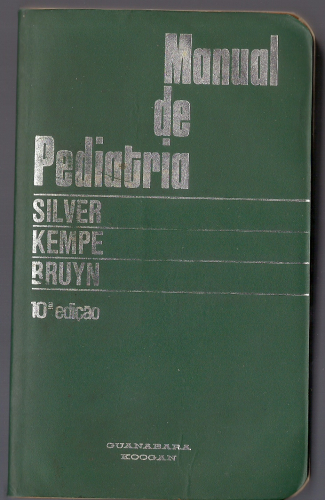 Manual
de
Pediatria
SILVER
KEMPE
BRUYN
10ª edição
GUANABARA
KOOGAN